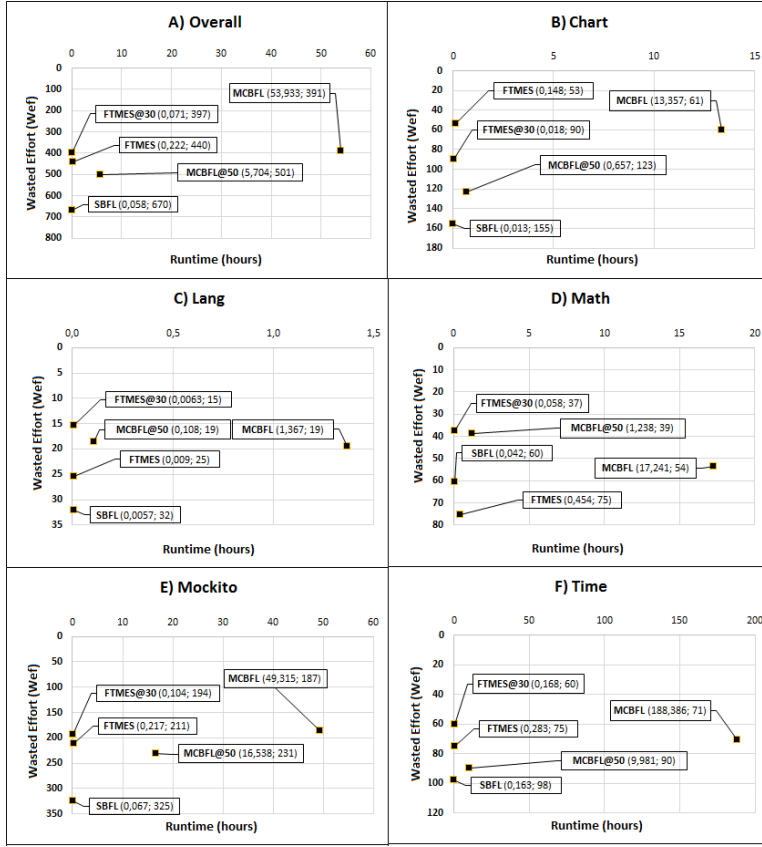 A) Overall
0 10 20 30 40 50 60
0
100
200
300
400
500
600
700
800
Wasted Effort (Wef)
MCBFL (53,933; 391)
FTMES@30 (0,071; 397)
FTMES (0,222; 440)
MCBFL@50 (5,704; 501)
SBFL (0,058; 670)
Runtime (hours)
B) Chart
0 5 10 15
0
20
40
60
80
100
120
140
160
180
Wasted Effort (Wef)
FTMES (0,148; 53)
MCBFL (13,357; 61)
FTMES@30 (0,018; 90)
MCBFL@50 (0,657; 123)
SBFL (0,013; 155)
Runtime (hours)
C) Lang
0,0 0,5 1,0 1,5
0
5
10
15
20
25
30
35
Wasted Effort (Wef)
FTMES@30 (0,0063; 15)
MCBFL@50 (0,108; 19) MCBFL (1,367; 19)
FTMES (0,009; 25)
SBFL (0,0057; 32)
Runtime (hours)
D) Math
0 5 10 15 20
0
10
20
30
40
50
60
70
80
Wasted Effort (Wef)
FTMES@30 (0,058; 37)
MCBFL@50 (1,238; 39)
SBFL (0,042; 60)
MCBFL (17,241; 54)
FTMES (0,454; 75)
Runtime (hours)
E) Mockito
0 10 20 30 40 50 60
0
50
100
150
200
250
300
350
Wasted Effort (Wef)
MCBFL (49,315; 187)
FTMES@30 (0,104; 194)
FTMES (0,217; 211)
MCBFL@50 (16,538; 231)
SBFL (0,067; 325)
Runtime (hours)
F) Time
0 50 100 150 200
0
20
40
60
80
100
120
Wasted Effort (Wef)
FTMES@30 (0,168; 60)
MCBFL (188,386; 71)
FTMES (0,283; 75)
MCBFL@50 (9,981; 90)
SBFL (0,163; 98)
Runtime (hours)